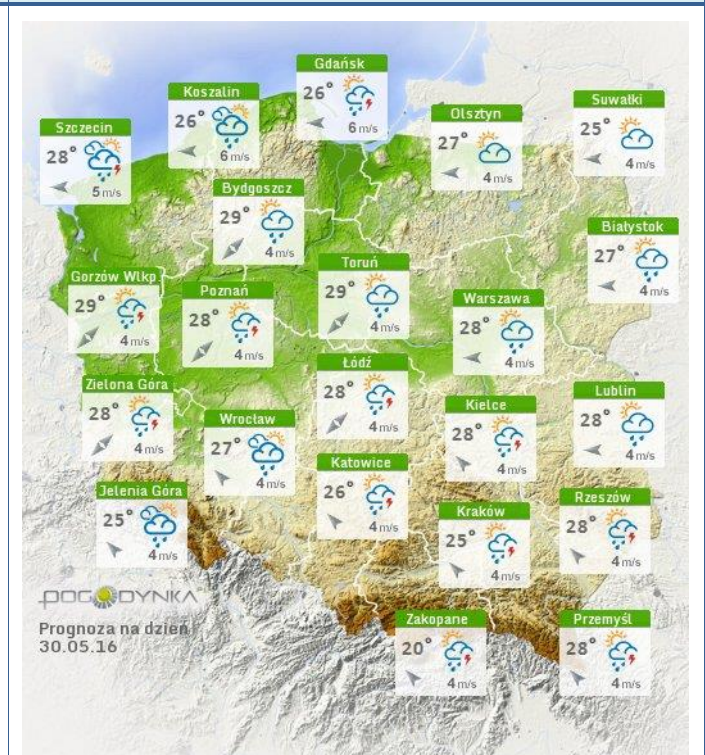 Gdańsk
26°
6 m/s
Koszalin
26°
6 m/s
Szczecin
28°
5 m/s
Olsztyn
27°
4 m/s
Suwałki
25°
4 m/s
Bydgoszcz
29°
4 m/s
Białystok
27°
4 m/s
Gorzów Wlkp
29°
4 m/s
Poznań
28°
4 m/s
Toruń
29°
4 m/s
Warszawa
28°
4 m/s
Zielona Góra
28°
4 m/s
Łódź
28°
4 m/s
Wrocław
27°
4 m/s
Kielce
28°
4 m/s
Lublin
28°
4 m/s
Katowice
26°
4 m/s
Jelenia Góra
25°
4 m/s
Kraków
25°
4 m/s
Rzeszów
28°
4 m/s
POGODYNKA
Prognoza na dzień
30.05.16
Zakopane
20°
4 m/s
Przemyśl
28°
4 m/s